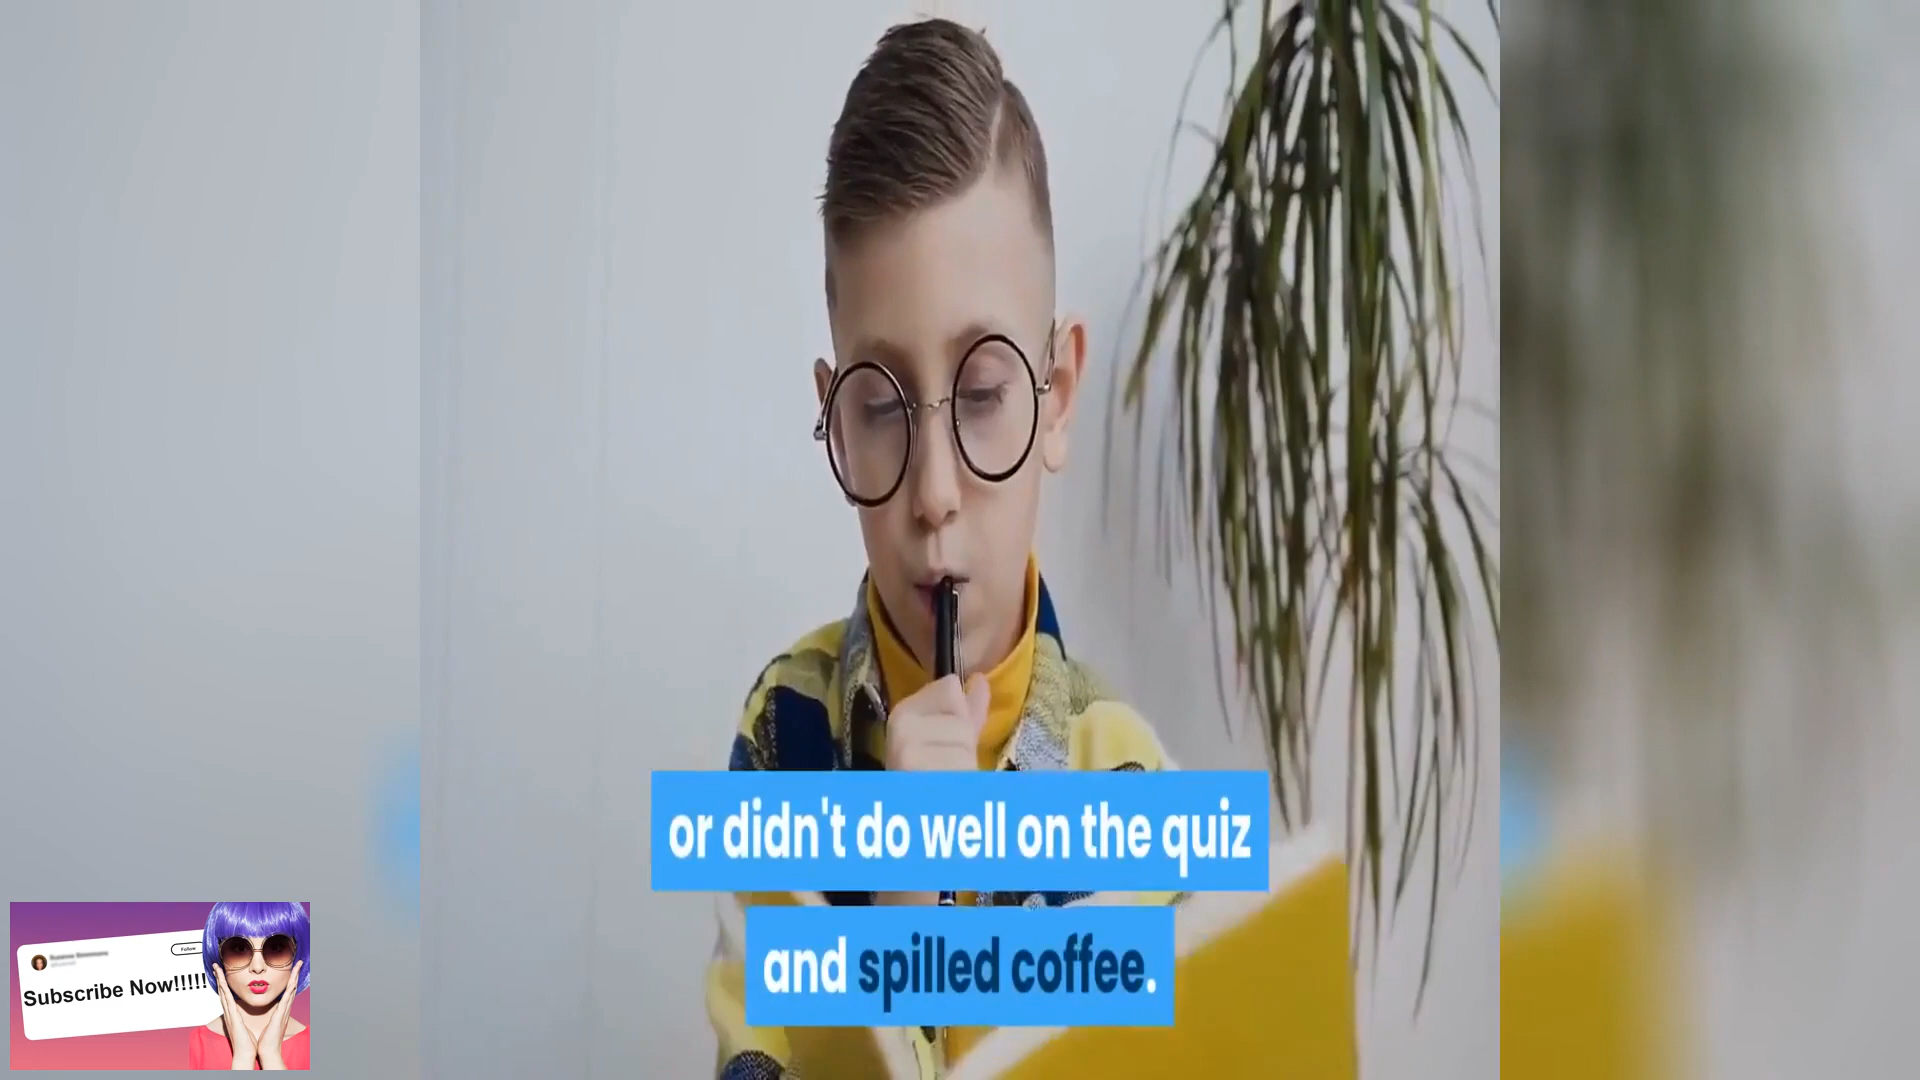 or didn't do well on the quiz
and spilled coffee.
Follow
Subscribe Now!!!!!